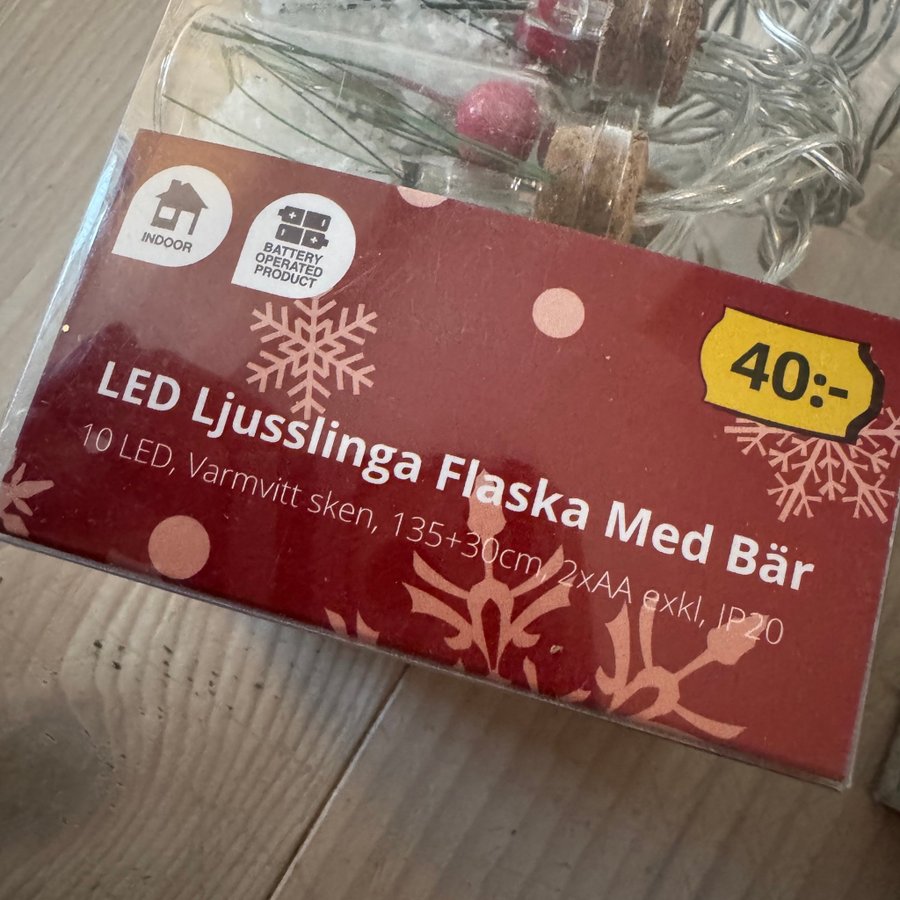 INDOOR
BATTERY
OPERATED
PRODUCT
40:-
LED Ljusslinga Flaska Med Bär
10 LED, Varmvitt sken, 135+30cm, 2xAA exkl, IP20